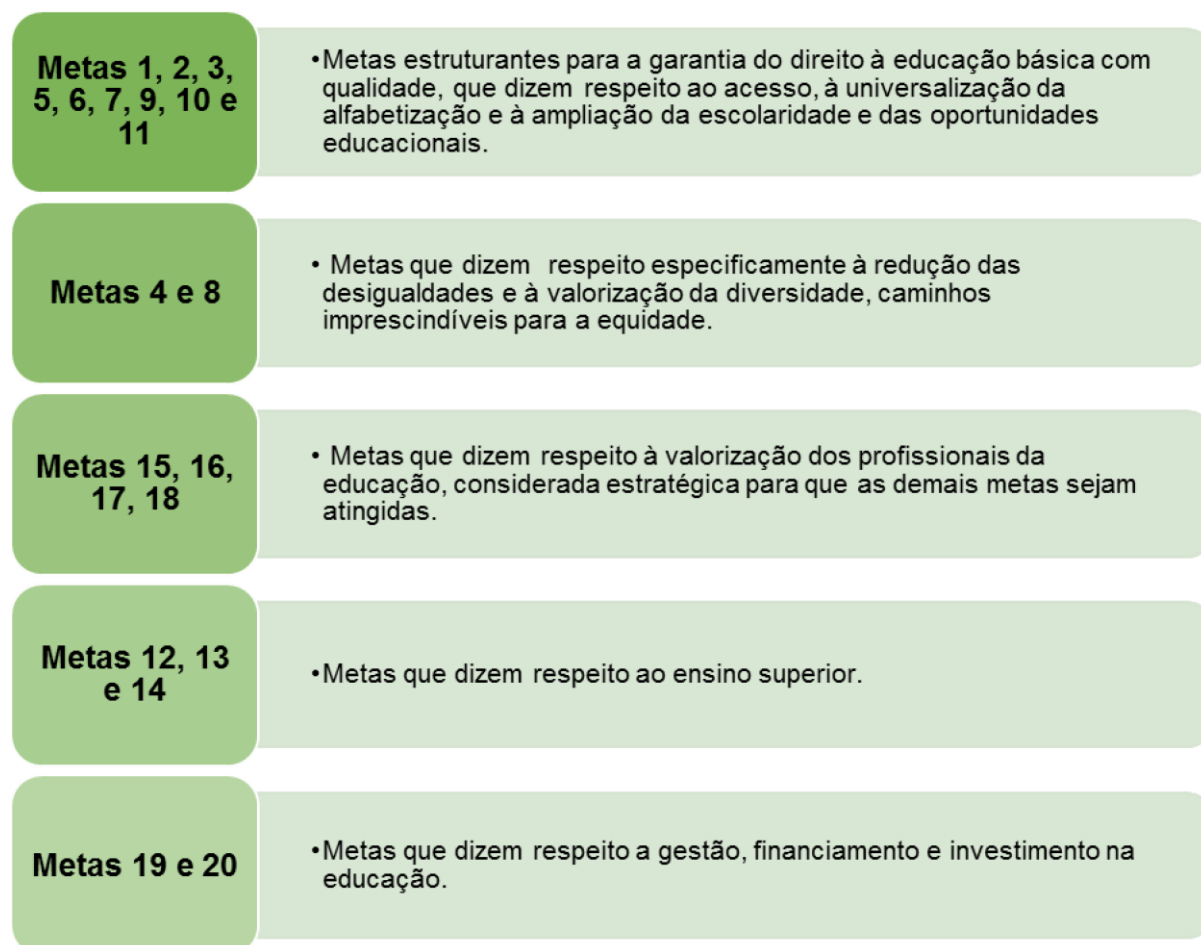 Metas 1, 2, 3,
5, 6, 7, 9, 10 e
11
•Metas estruturantes para a garantia do direito à educação básica com
qualidade, que dizem respeito ao acesso, à universalização da
alfabetização e à ampliação da escolaridade e das oportunidades
educacionais.
Metas 4 e 8
• Metas que dizem respeito especificamente à redução das
desigualdades e à valorização da diversidade, caminhos
imprescindíveis para a equidade.
Metas 15, 16,
17, 18
• Metas que dizem respeito à valorização dos profissionais da
educação, considerada estratégica para que as demais metas sejam
atingidas.
Metas 12, 13
e 14
•Metas que dizem respeito ao ensino superior.
Metas 19 e 20
•Metas que dizem respeito a gestão, financiamento e investimento na
educação.